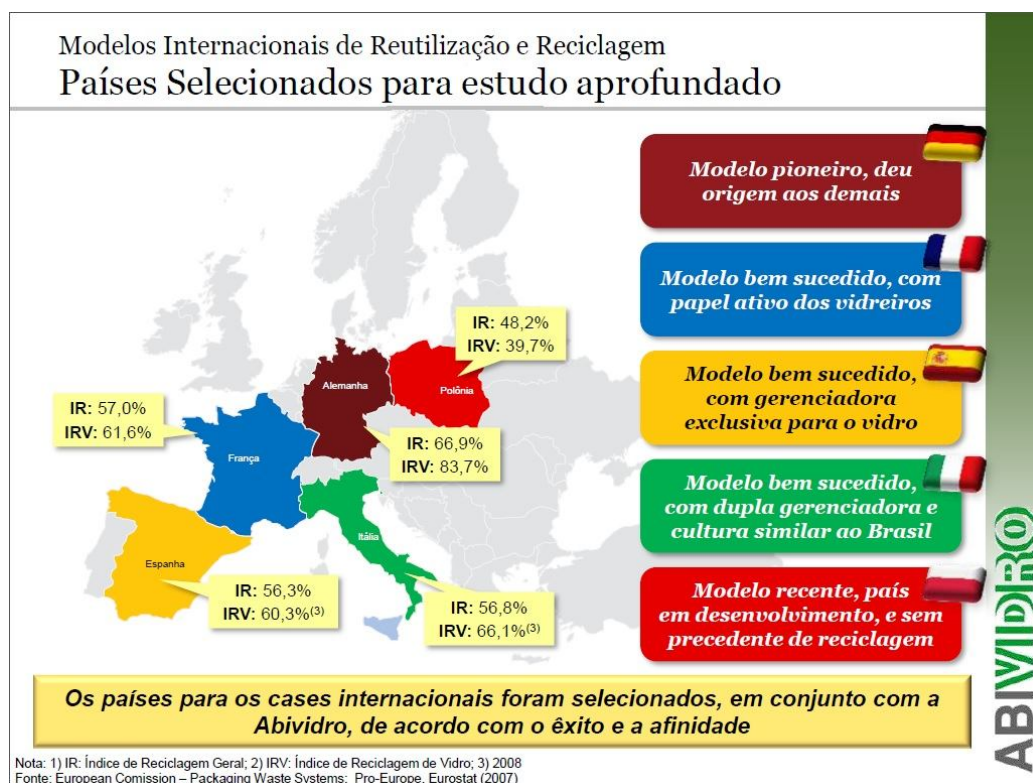 Modelos Internacionais de Reutilização e Reciclagem
Países Selecionados para estudo aprofundado
Modelo pioneiro, deu
origem aos demais
Modelo bem sucedido, com
papel ativo dos vidreiros
Modelo bem sucedido,
com gerenciadora
exclusiva para o vidro
Modelo bem sucedido,
com dupla gerenciadora e
cultura similar ao Brasil
Modelo recente, país
em desenvolvimento, e sem
precedente de reciclagem
IR: 48,2%
IRV: 39,7%
Alemanha
Polônia
IR: 57,0%
IRV: 61,6%
IR: 66,9%
IRV: 83,7%
França
Itália
Espanha
IR: 56,3%
IRV: 60,3%(3)
IR: 56,8%
IRV: 66,1%(3)
Os países para os cases internacionais foram selecionados, em conjunto com a
Abividro, de acordo com o êxito e a afinidade
Nota: 1) IR: Índice de Reciclagem Geral; 2) IRV: Índice de Reciclagem de Vidro; 3) 2008
Fonte: European Comission – Packaging Waste Systems; Pro-Europe, Eurostat (2007)
ABIVIDRO